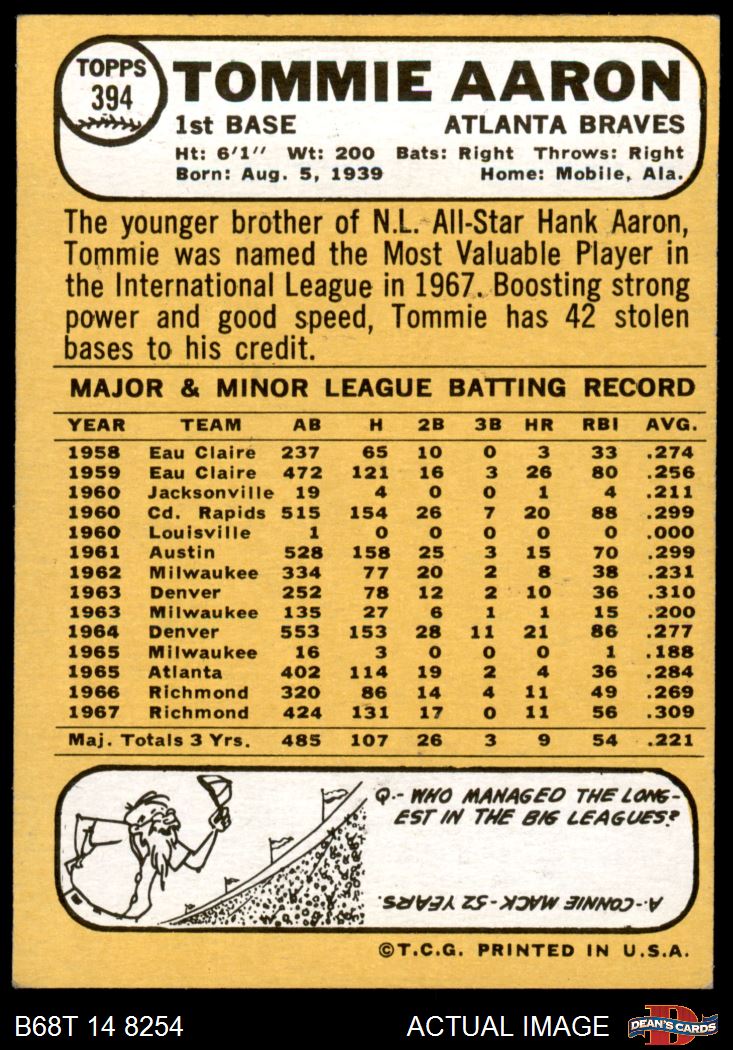 TOPPS
394
TOMMIE AARON
1st BASE ATLANTA BRAVES
Ht: 6'1" Wt: 200 Bats: Right Throws: Right
Born: Aug. 5, 1939 Home: Mobile, Ala.
The younger brother of N.L. All-Star Hank Aaron,
Tommie was named the Most Valuable Player in
the International League in 1967. Boosting strong
power and good speed, Tommie has 42 stolen
bases to his credit.
MAJOR & MINOR LEAGUE BATTING RECORD
YEAR TEAM AB H 2B 3B HR RBI AVG.
1958 Eau Claire 237 65 10 0 3 33 .274
1959 Eau Claire 472 121 16 3 26 80 .256
1960 Jacksonville 19 4 0 0 1 4 .211
1960 Cd. Rapids 515 154 26 7 20 88 .299
1960 Louisville 1 0 0 0 0 0 .000
1961 Austin 528 158 25 3 15 70 .299
1962 Milwaukee 334 77 20 2 8 38 .231
1963 Denver 252 78 12 2 10 36 .310
1963 Milwaukee 135 27 6 1 1 15 .200
1964 Denver 553 153 28 11 21 86 .277
1965 Milwaukee 16 3 0 0 0 1 .188
1965 Atlanta 402 114 19 2 4 36 .284
1966 Richmond 320 86 14 4 11 49 .269
1967 Richmond 424 131 17 0 11 56 .309
Maj. Totals 3 Yrs. 485 107 26 3 9 54 .221
Q.- WHO MANAGED THE LONG-
EST IN THE BIG LEAGUES?
A.- CONNIE MACK - 52 YEARS.
©T.C.G. PRINTED IN U.S.A.
B68T 14 8254 ACTUAL IMAGE D DEAN'S CARDS